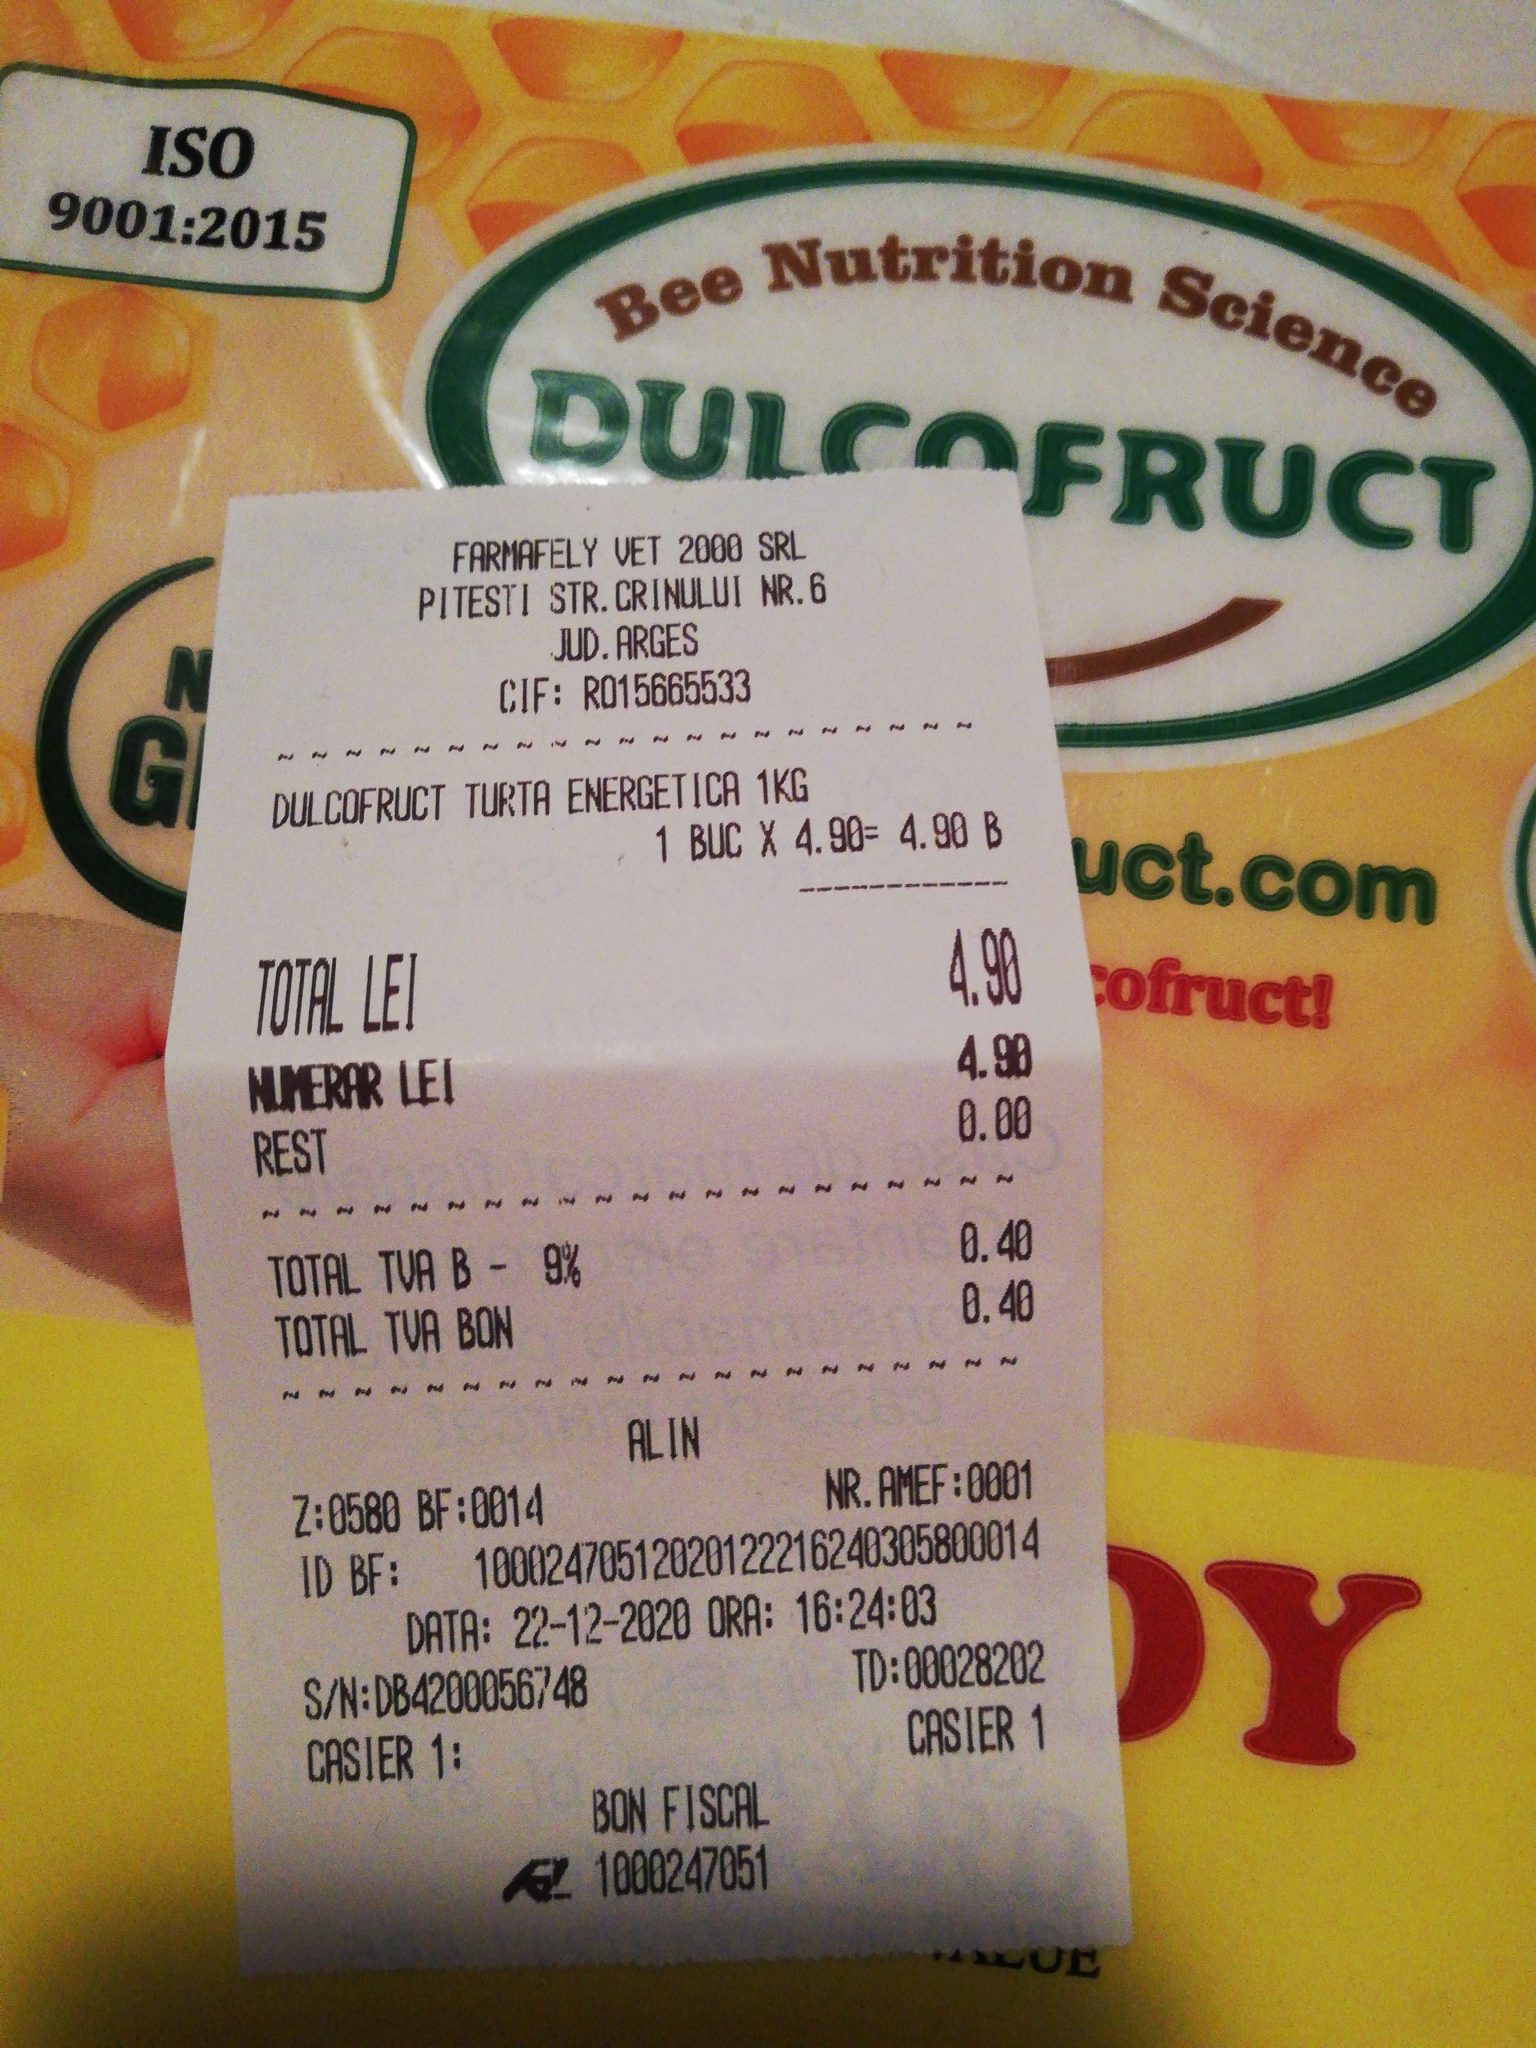 ISO
9001:2015
Bee Nutrition Science
DULCOFRUCT
uct.com
cofruct!
FARMAFELY VET 2000 SRL
PITESTI STR.CRINULUI NR.6
JUD.ARGES
CIF: RO15665533
~ ~ ~ ~ ~ ~ ~ ~ ~ ~ ~ ~ ~ ~ ~ ~ ~ ~ ~ ~ ~
DULCOFRUCT TURTA ENERGETICA 1KG
1 BUC X 4.90= 4.90 B
------------
TOTAL LEI 4.90
NUMERAR LEI 4.90
REST 0.00
~ ~ ~ ~ ~ ~ ~ ~ ~ ~ ~ ~ ~ ~ ~ ~ ~ ~ ~ ~ ~
TOTAL TVA B - 9% 0.40
TOTAL TVA BON 0.40
~ ~ ~ ~ ~ ~ ~ ~ ~ ~ ~ ~ ~ ~ ~ ~ ~ ~ ~ ~ ~
ALIN
Z:0580 BF:0014 NR.AMEF:0001
ID BF: 10002470512020122216240305800014
DATA: 22-12-2020 ORA: 16:24:03
S/N:DB4200056748 TD:00028202
CASIER 1: CASIER 1
BON FISCAL
1000247051